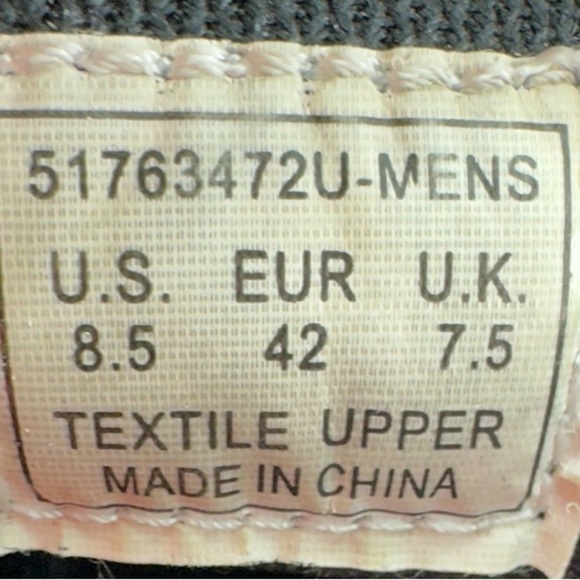 51763472U-MENS
U.S. EUR U.K.
8.5 42 7.5
TEXTILE UPPER
MADE IN CHINA